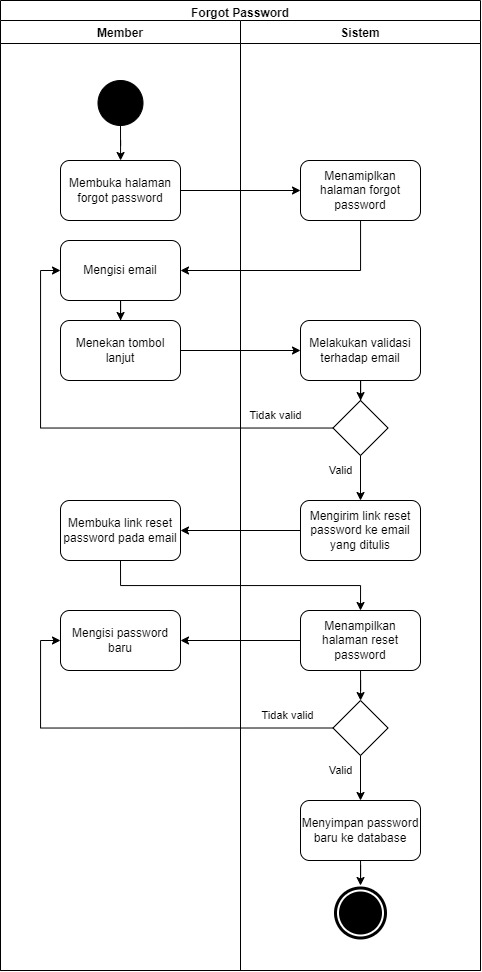 Forgot Password
Member
Sistem
Membuka halaman
forgot password
Menamiplkan
halaman forgot
password
Mengisi email
Menekan tombol
lanjut
Melakukan validasi
terhadap email
Tidak valid
Valid
Mengirim link reset
password ke email
yang ditulis
Membuka link reset
password pada email
Menampilkan
halaman reset
password
Mengisi password
baru
Tidak valid
Valid
Menyimpan password
baru ke database